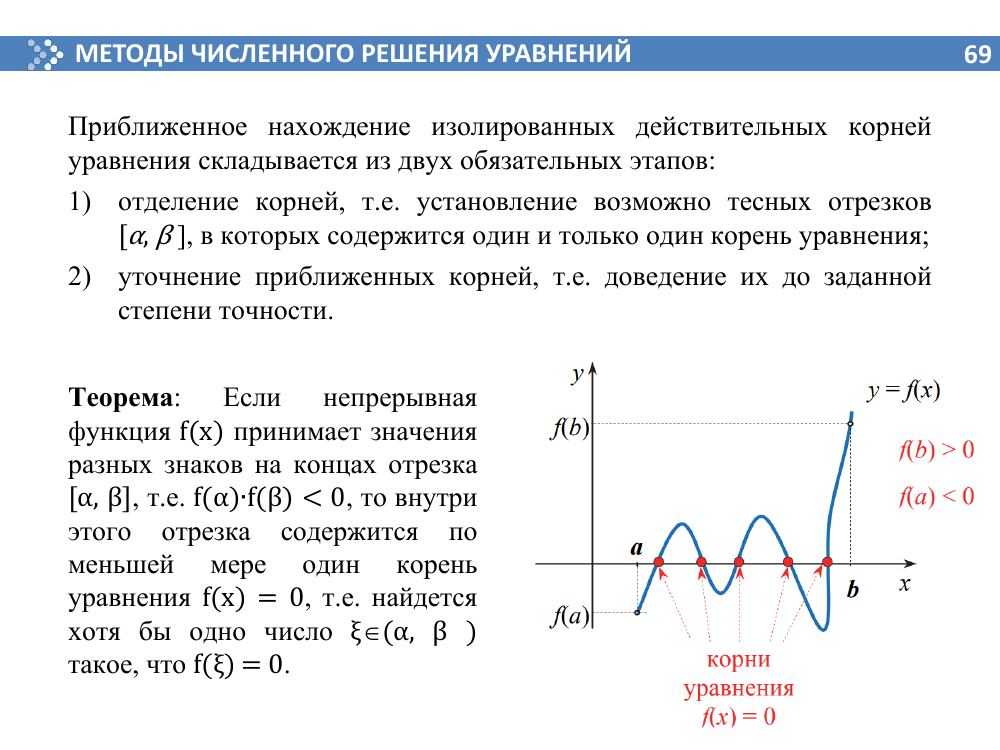 МЕТОДЫ ЧИСЛЕННОГО РЕШЕНИЯ УРАВНЕНИЙ 69
Приближенное нахождение изолированных действительных корней
уравнения складывается из двух обязательных этапов:
1) отделение корней, т.е. установление возможно тесных отрезков
[α, β ], в которых содержится один и только один корень уравнения;
2) уточнение приближенных корней, т.е. доведение их до заданной
степени точности.
Теорема: Если непрерывная
функция f(x) принимает значения
разных знаков на концах отрезка
[α, β], т.е. f(α)·f(β) < 0, то внутри
этого отрезка содержится по
меньшей мере один корень
уравнения f(x) = 0, т.е. найдется
хотя бы одно число ξ∈(α, β )
такое, что f(ξ) = 0.
y
y = f(x)
f(b)
f(b) > 0
f(a) < 0
a
b
x
f(a)
корни
уравнения
f(x) = 0